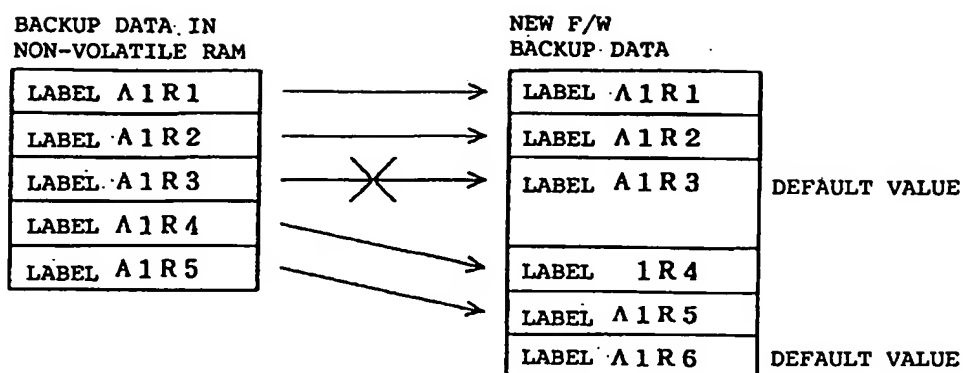 BACKUP DATA IN
NON-VOLATILE RAM
LABEL A1R1
LABEL A1R2
LABEL A1R3
LABEL A1R4
LABEL A1R5
NEW F/W
BACKUP DATA
LABEL A1R1
LABEL A1R2
LABEL A1R3
DEFAULT VALUE
LABEL 1R4
LABEL A1R5
LABEL A1R6
DEFAULT VALUE